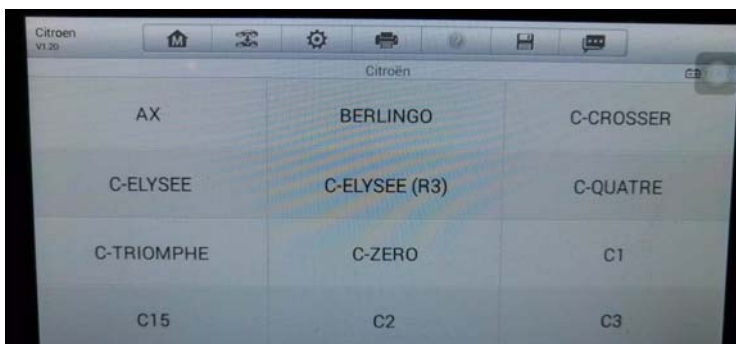 Citroen
V1.20
Citroën
AX BERLINGO C-CROSSER
C-ELYSEE C-ELYSEE (R3) C-QUATRE
C-TRIOMPHE C-ZERO C1
C15 C2 C3